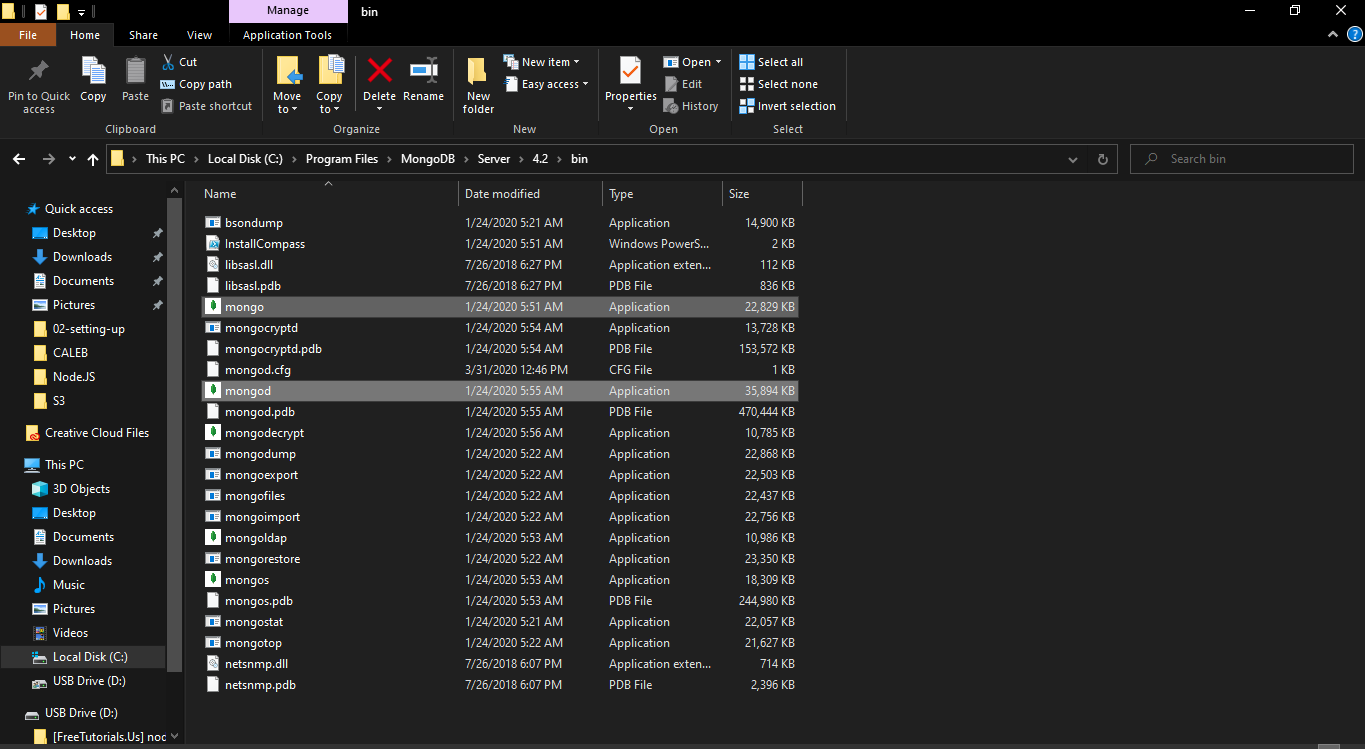 Manage bin
File Home Share View Application Tools
Pin to Quick access
Copy
Paste
Cut
Copy path
Paste shortcut
Clipboard
Move to
Copy to
Delete
Rename
Organize
New folder
New item
Easy access
New
Properties
Open
Edit
History
Open
Select all
Select none
Invert selection
Select
This PC Local Disk (C:) Program Files MongoDB Server 4.2 bin
Search bin
Quick access
Desktop
Downloads
Documents
Pictures
02-setting-up
CALEB
NodeJS
S3
Creative Cloud Files
This PC
3D Objects
Desktop
Documents
Downloads
Music
Pictures
Videos
Local Disk (C:)
USB Drive (D:)
USB Drive (D:)
[FreeTutorials.Us] noc
Name Date modified Type Size
bsondump 1/24/2020 5:21 AM Application 14,900 KB
InstallCompass 1/24/2020 5:51 AM Windows PowerS... 2 KB
libsasl.dll 7/26/2018 6:27 PM Application exten... 112 KB
libsasl.pdb 7/26/2018 6:27 PM PDB File 836 KB
mongo 1/24/2020 5:51 AM Application 22,829 KB
mongocryptd 1/24/2020 5:54 AM Application 13,728 KB
mongocryptd.pdb 1/24/2020 5:54 AM PDB File 153,572 KB
mongod.cfg 3/31/2020 12:46 PM CFG File 1 KB
mongod 1/24/2020 5:55 AM Application 35,894 KB
mongod.pdb 1/24/2020 5:55 AM PDB File 470,444 KB
mongodecrypt 1/24/2020 5:56 AM Application 10,785 KB
mongodump 1/24/2020 5:22 AM Application 22,868 KB
mongoexport 1/24/2020 5:22 AM Application 22,503 KB
mongofiles 1/24/2020 5:22 AM Application 22,437 KB
mongoimport 1/24/2020 5:22 AM Application 22,756 KB
mongoldap 1/24/2020 5:53 AM Application 10,986 KB
mongorestore 1/24/2020 5:22 AM Application 23,350 KB
mongos 1/24/2020 5:53 AM Application 18,309 KB
mongos.pdb 1/24/2020 5:53 AM PDB File 244,980 KB
mongostat 1/24/2020 5:21 AM Application 22,057 KB
mongotop 1/24/2020 5:22 AM Application 21,627 KB
netsnmp.dll 7/26/2018 6:07 PM Application exten... 714 KB
netsnmp.pdb 7/26/2018 6:07 PM PDB File 2,396 KB